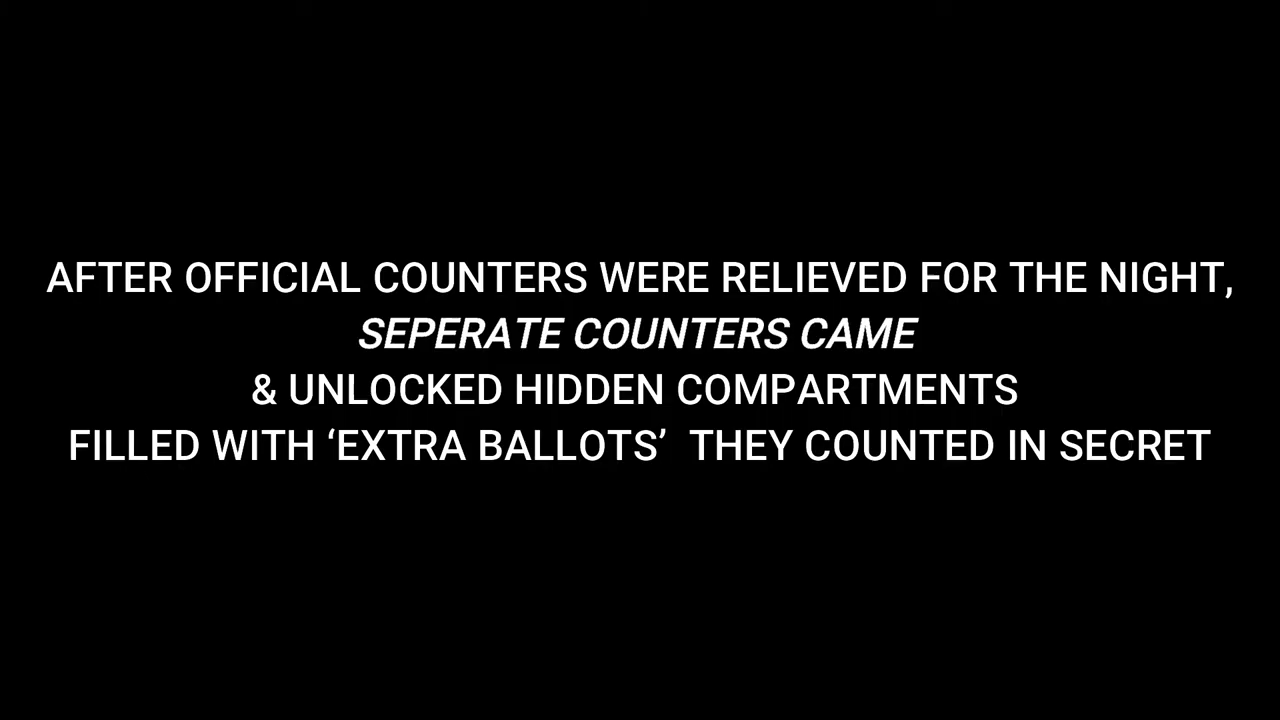 AFTER OFFICIAL COUNTERS WERE RELIEVED FOR THE NIGHT,
SEPERATE COUNTERS CAME
& UNLOCKED HIDDEN COMPARTMENTS
FILLED WITH ‘EXTRA BALLOTS’  THEY COUNTED IN SECRET